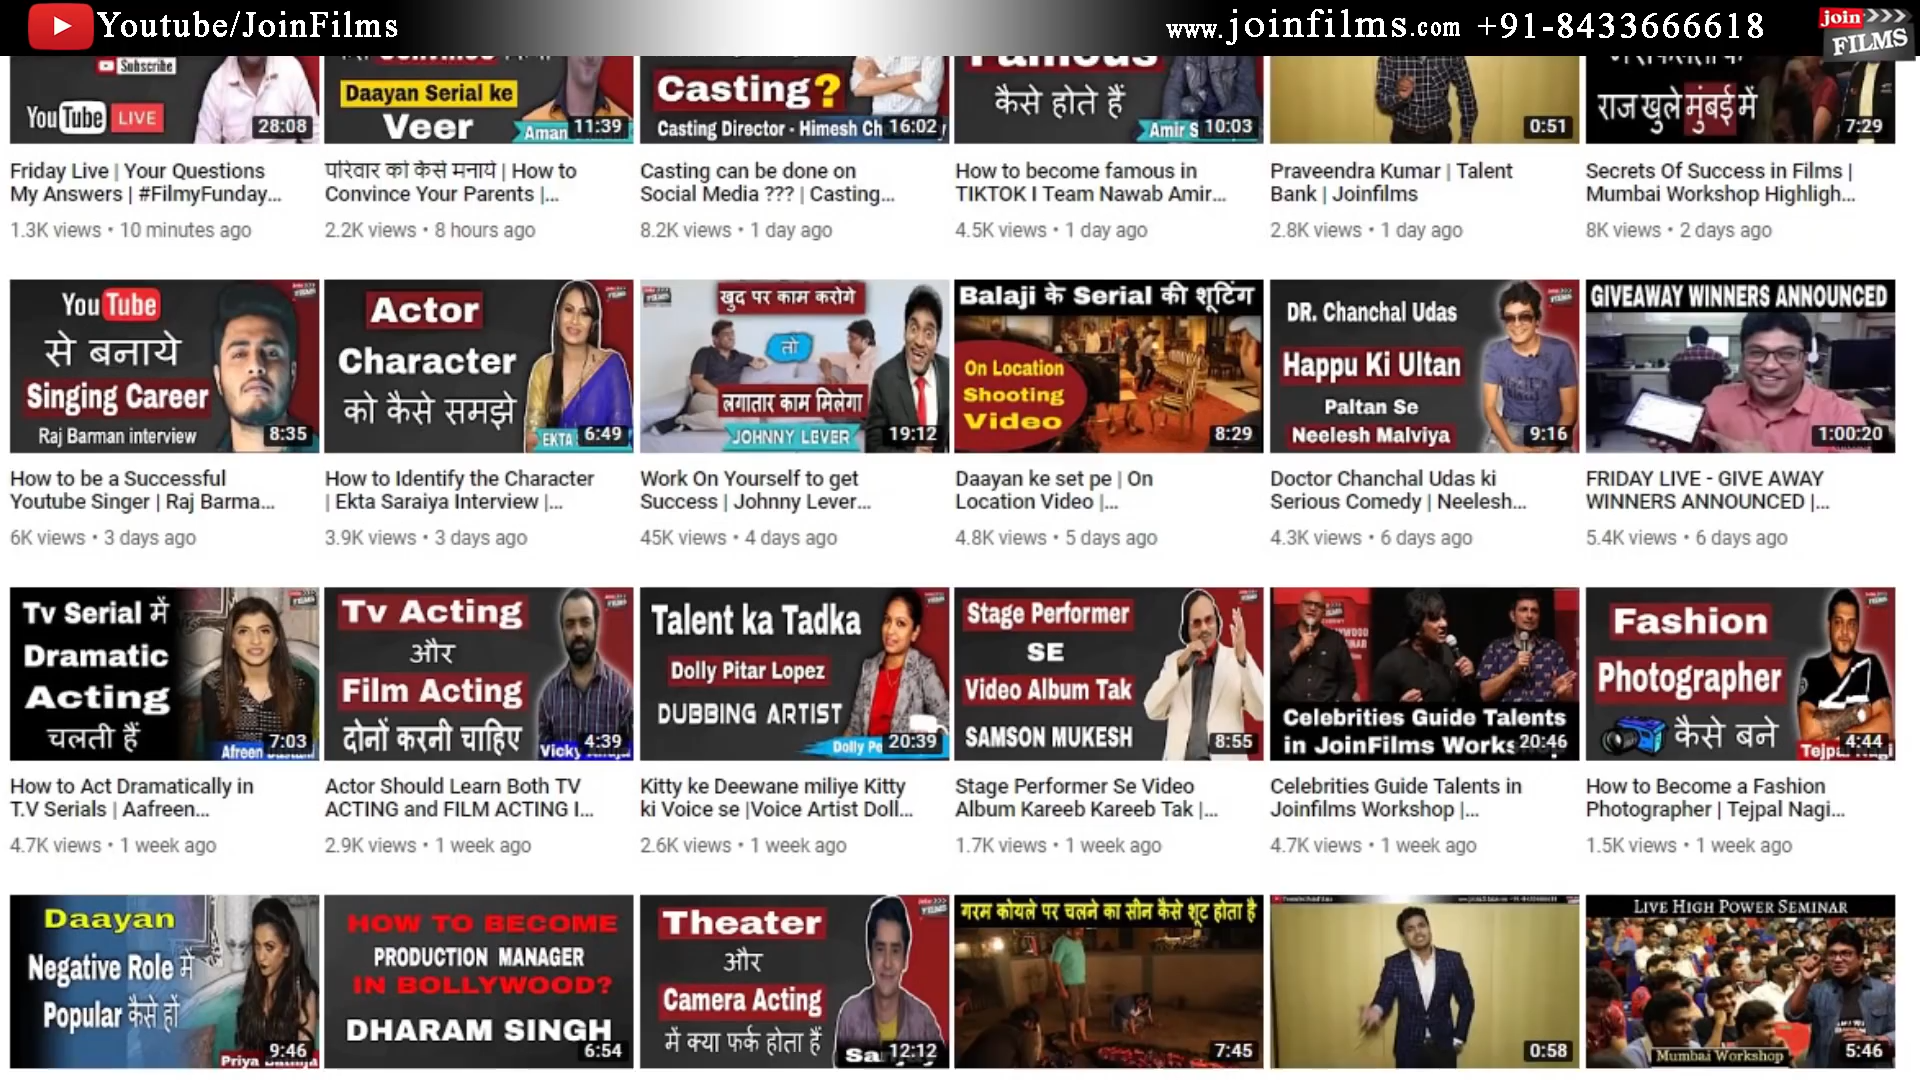 Youtube/JoinFilms
www.joinfilms.com +91-8433666618
join
FILMS
Subscribe
YouTube LIVE
28:08
Daayan Serial ke
Veer
Aman
11:39
Casting?
Casting Director - Himesh Ch
16:02
Famous
कैसे होते हैं
Amir S
10:03
0:51
राज खुले मुंबई में
7:29
Friday Live | Your Questions
My Answers | #FilmyFunday...
1.3K views • 10 minutes ago
परिवार को कैसे मनाये | How to
Convince Your Parents |...
2.2K views • 8 hours ago
Casting can be done on
Social Media ??? | Casting...
8.2K views • 1 day ago
How to become famous in
TIKTOK I Team Nawab Amir...
4.5K views • 1 day ago
Praveendra Kumar | Talent
Bank | Joinfilms
2.8K views • 1 day ago
Secrets Of Success in Films |
Mumbai Workshop Highligh...
8K views • 2 days ago
YouTube
से बनाये
Singing Career
Raj Barman interview
8:35
Actor
Character
को कैसे समझे
EKTA
6:49
खुद पर काम करोगे
तो
लगातार काम मिलेगा
JOHNNY LEVER
19:12
Balaji के Serial की शूटिंग
On Location
Shooting
Video
8:29
DR. Chanchal Udas
Happu Ki Ultan
Paltan Se
Neelesh Malviya
9:16
GIVEAWAY WINNERS ANNOUNCED
1:00:20
How to be a Successful
Youtube Singer | Raj Barma...
6K views • 3 days ago
How to Identify the Character
| Ekta Saraiya Interview |...
3.9K views • 3 days ago
Work On Yourself to get
Success | Johnny Lever...
45K views • 4 days ago
Daayan ke set pe | On
Location Video |...
4.8K views • 5 days ago
Doctor Chanchal Udas ki
Serious Comedy | Neelesh...
4.3K views • 6 days ago
FRIDAY LIVE - GIVE AWAY
WINNERS ANNOUNCED |...
5.4K views • 6 days ago
Tv Serial में
Dramatic
Acting
चलती हैं
Afreen
7:03
Tv Acting
और
Film Acting
दोनों करनी चाहिए
Vicky
4:39
Talent ka Tadka
Dolly Pitar Lopez
DUBBING ARTIST
Dolly Pe
20:39
Stage Performer
SE
Video Album Tak
SAMSON MUKESH
8:55
Celebrities Guide Talents
in JoinFilms Works
20:46
Fashion
Photographer
कैसे बने
Tejpal Nagi
4:44
How to Act Dramatically in
T.V Serials | Aafreen...
4.7K views • 1 week ago
Actor Should Learn Both TV
ACTING and FILM ACTING I...
2.9K views • 1 week ago
Kitty ke Deewane miliye Kitty
ki Voice se |Voice Artist Doll...
2.6K views • 1 week ago
Stage Performer Se Video
Album Kareeb Kareeb Tak |...
1.7K views • 1 week ago
Celebrities Guide Talents in
Joinfilms Workshop |...
4.7K views • 1 week ago
How to Become a Fashion
Photographer | Tejpal Nagi...
1.5K views • 1 week ago
Daayan
Negative Role में
Popular कैसे हों
Priya Bathija
9:46
HOW TO BECOME
PRODUCTION MANAGER
IN BOLLYWOOD?
DHARAM SINGH
6:54
Theater
और
Camera Acting
में क्या फर्क होता हैं
Sanjay
12:12
गरम कोयले पर चलने का सीन कैसे शूट होता है
7:45
0:58
LIVE HIGH POWER SEMINAR
Mumbai Workshop
5:46